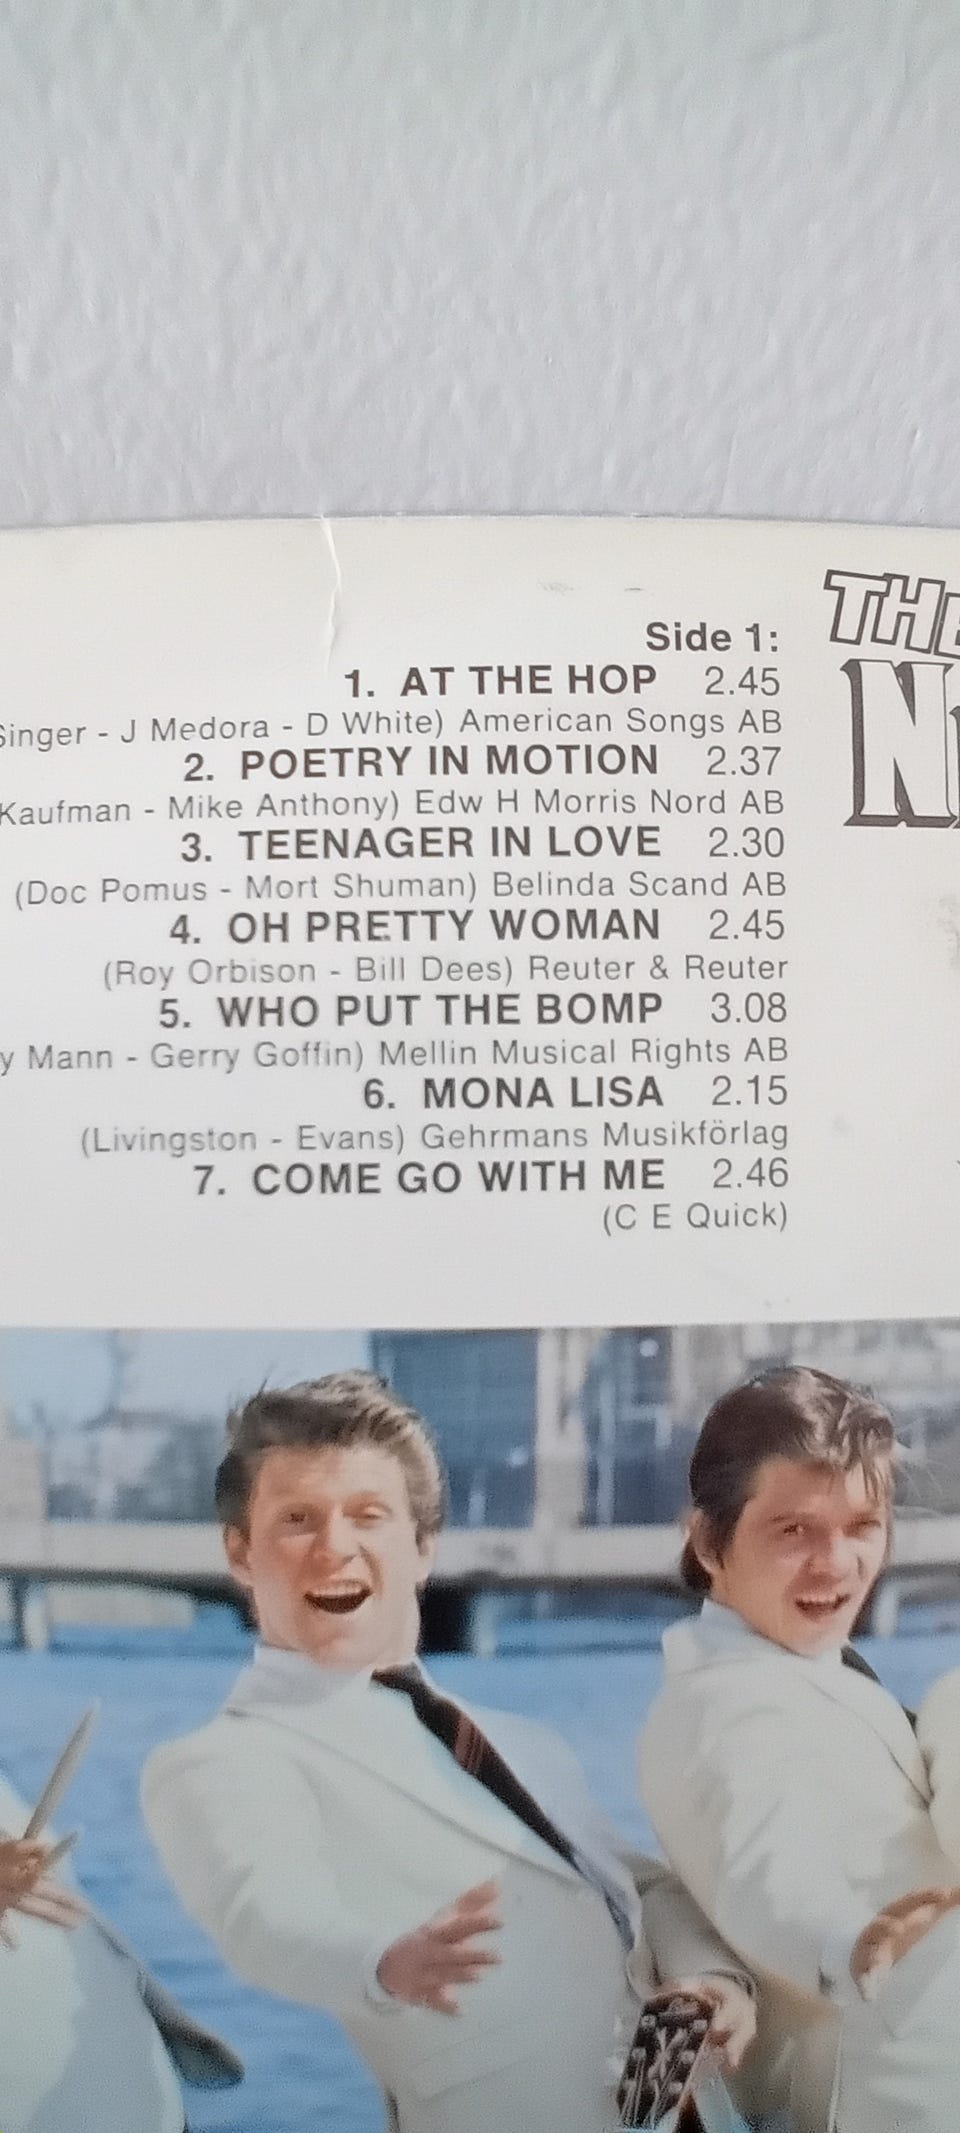 Side 1:
1. AT THE HOP 2.45
Singer - J Medora - D White) American Songs AB
2. POETRY IN MOTION 2.37
Kaufman - Mike Anthony) Edw H Morris Nord AB
3. TEENAGER IN LOVE 2.30
(Doc Pomus - Mort Shuman) Belinda Scand AB
4. OH PRETTY WOMAN 2.45
(Roy Orbison - Bill Dees) Reuter & Reuter
5. WHO PUT THE BOMP 3.08
y Mann - Gerry Goffin) Mellin Musical Rights AB
6. MONA LISA 2.15
(Livingston - Evans) Gehrmans Musikförlag
7. COME GO WITH ME 2.46
(C E Quick)
THE